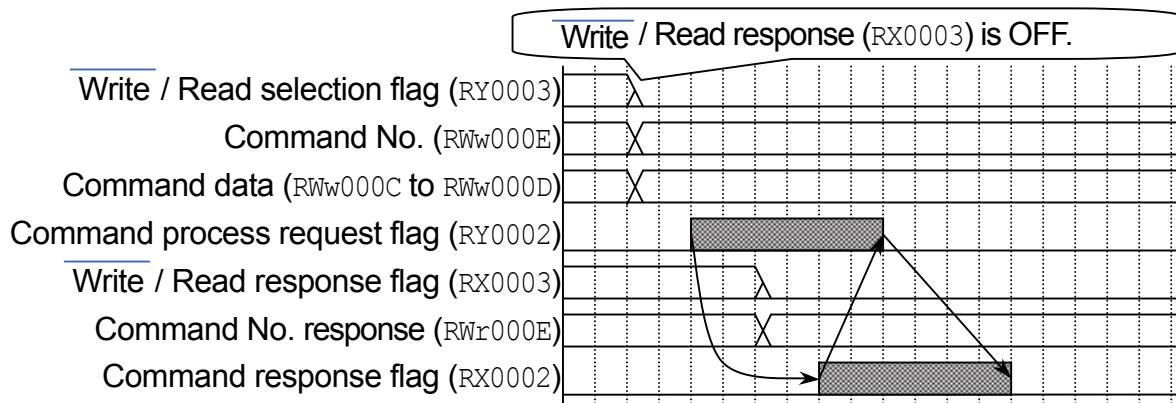 Write / Read response (RX0003) is OFF.
Write / Read selection flag (RY0003)
Command No. (RWw000E)
Command data (RWw000C to RWw000D)
Command process request flag (RY0002)
Write / Read response flag (RX0003)
Command No. response (RWr000E)
Command response flag (RX0002)